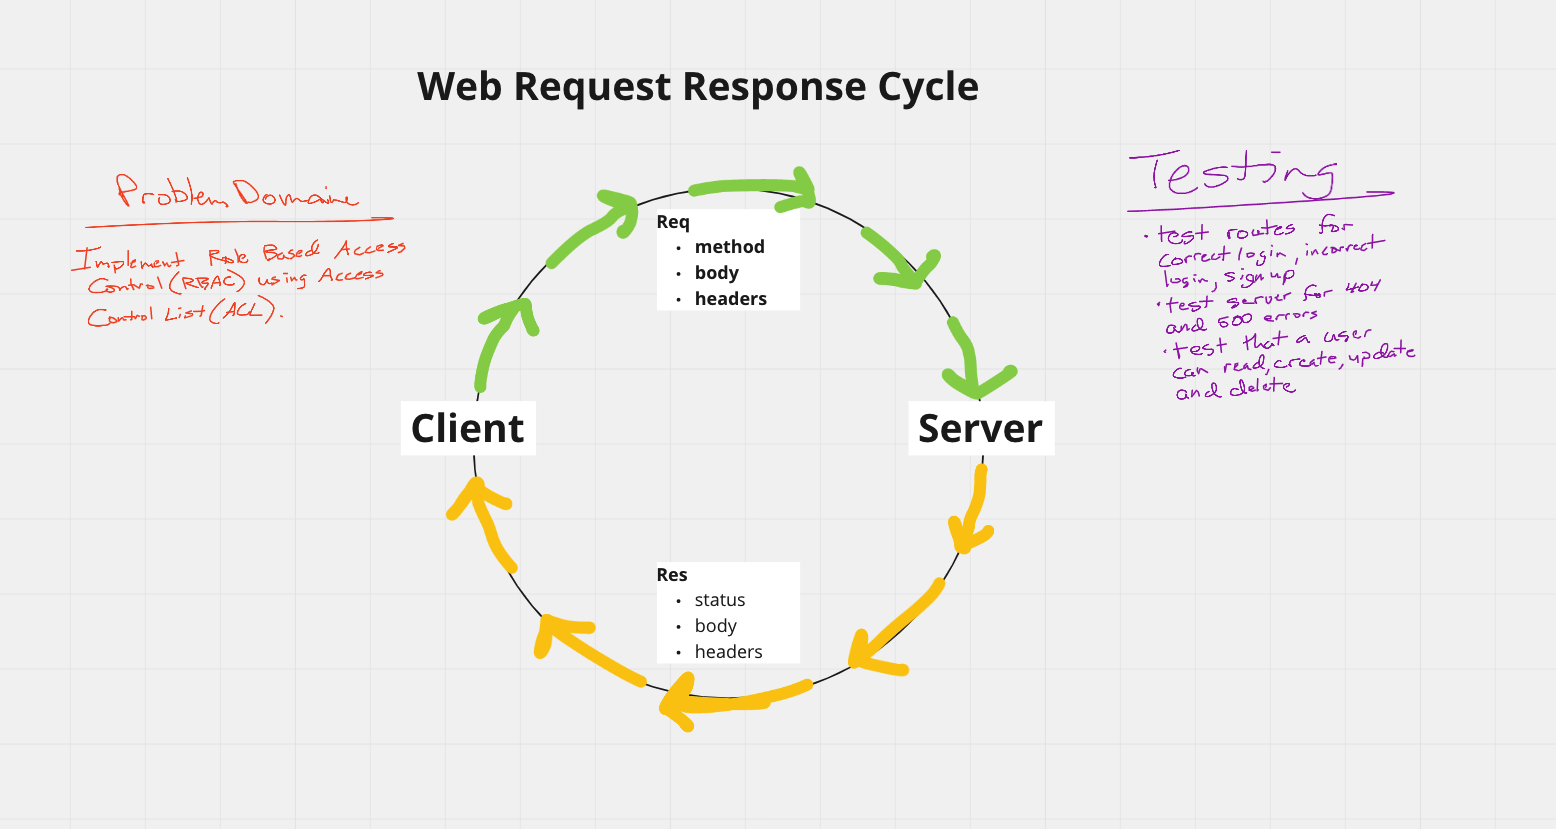 Web Request Response Cycle
Problem Domain
Implement Role Based Access
Control (RBAC) using Access
Control List (ACL).
Req
• method
• body
• headers
Client
Server
Res
• status
• body
• headers
Testing
• test routes for
correct login, incorrect
login, signup
• test server for 404
and 500 errors
• test that a user
can read, create, update
and delete